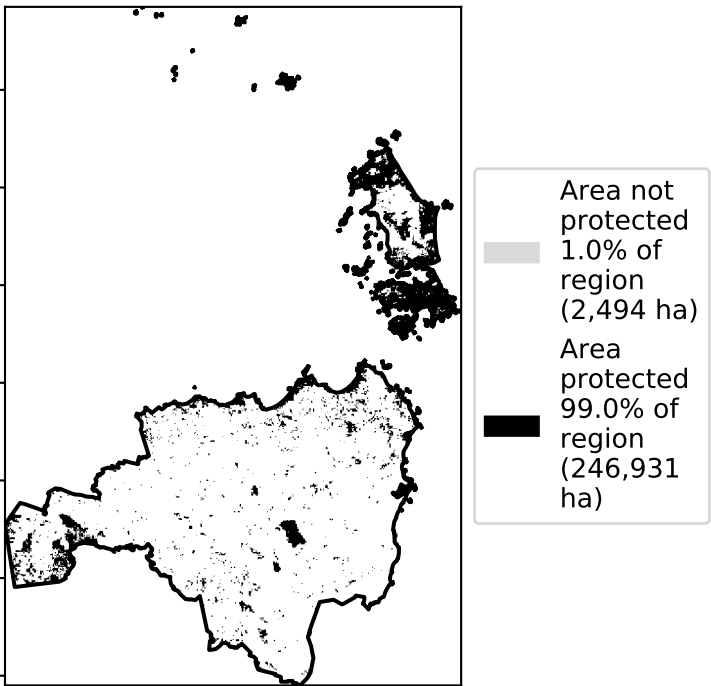 Area not
protected
1.0% of
region
(2,494 ha)
Area
protected
99.0% of
region
(246,931
ha)